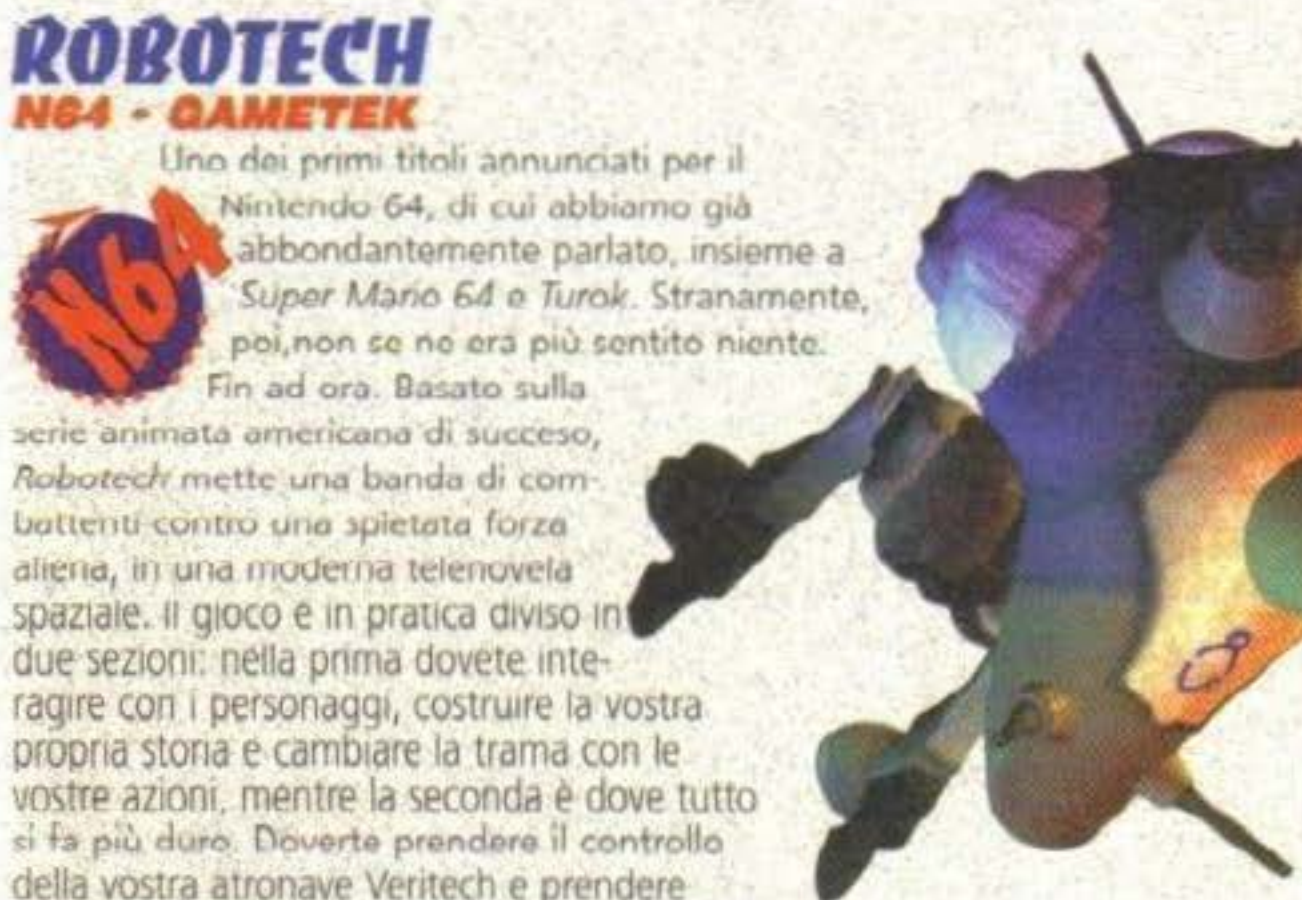 ROBOTECH
N64 - GAMETEK
Uno dei primi titoli annunciati per il
Nintendo 64, di cui abbiamo già
N64
abbondantemente parlato, insieme a
Super Mario 64 e Turok. Stranamente,
poi,non se ne era più sentito niente.
Fin ad ora. Basato sulla
serie animata americana di succeso,
Robotech mette una banda di com-
battenti contro una spietata forza
aliena, in una moderna telenovela
spaziale. Il gioco è in pratica diviso in
due sezioni: nella prima dovete inte-
ragire con i personaggi, costruire la vostra
propria storia e cambiare la trama con le
vostre azioni, mentre la seconda è dove tutto
si fa più duro. Doverte prendere il controllo
della vostra atronave Veritech e prendere